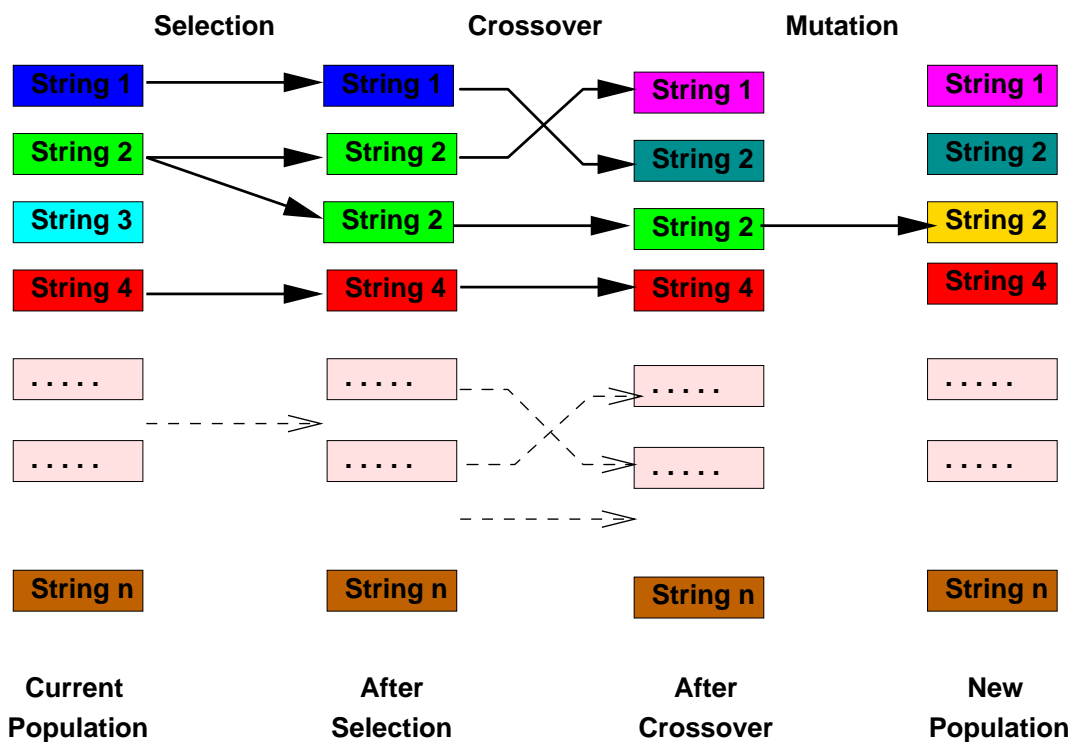 Selection Crossover Mutation
String 1 String 1 String 1 String 1
String 2 String 2 String 2 String 2
String 3 String 2 String 2 String 2
String 4 String 4 String 4 String 4
. . . . . . . . . . . . . . . . . . . .
. . . . . . . . . . . . . . . . . . . .
String n String n String n String n
Current After After New
Population Selection Crossover Population